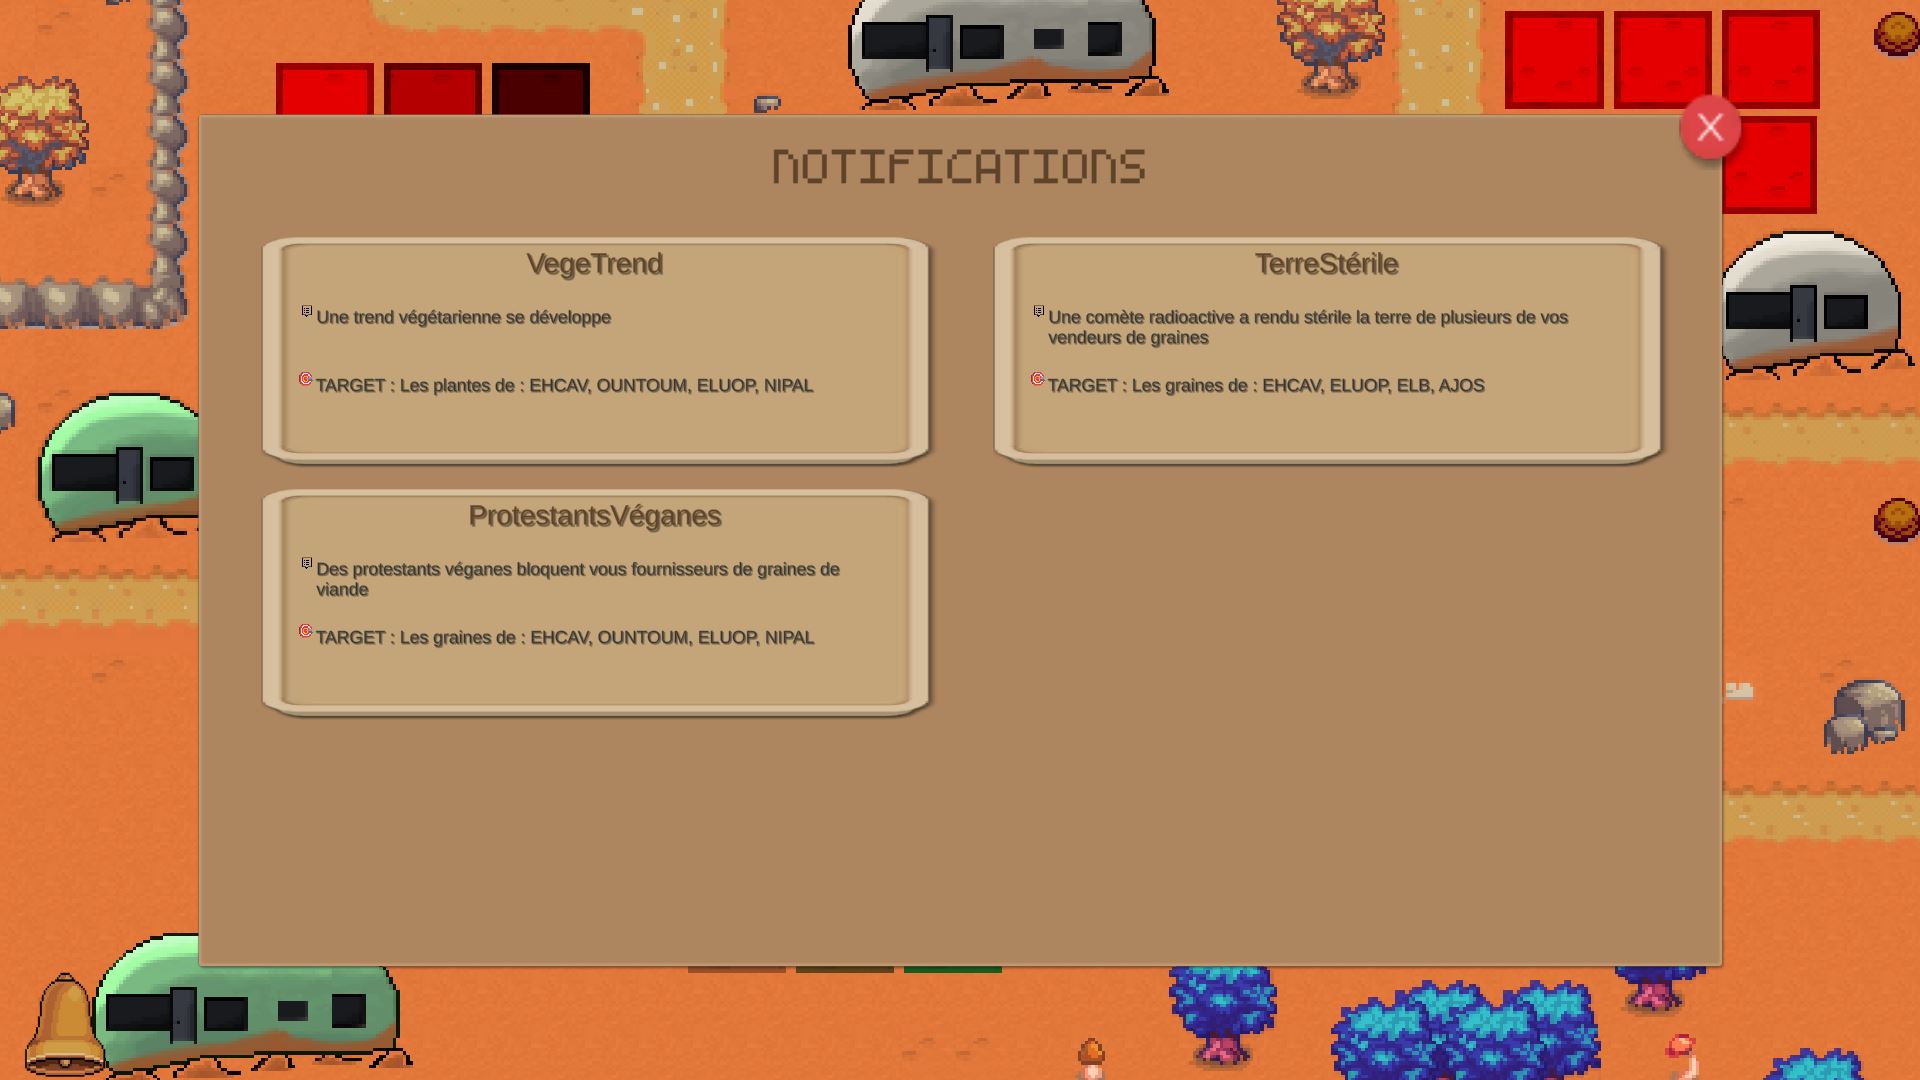 NOTIFICATIONS
VegeTrend
Une trend végétarienne se développe
TARGET : Les plantes de : EHCAV, OUNTOUM, ELUOP, NIPAL
TerreStérile
Une comète radioactive a rendu stérile la terre de plusieurs de vos
vendeurs de graines
TARGET : Les graines de : EHCAV, ELUOP, ELB, AJOS
ProtestantsVéganes
Des protestants véganes bloquent vous fournisseurs de graines de
viande
TARGET : Les graines de : EHCAV, OUNTOUM, ELUOP, NIPAL